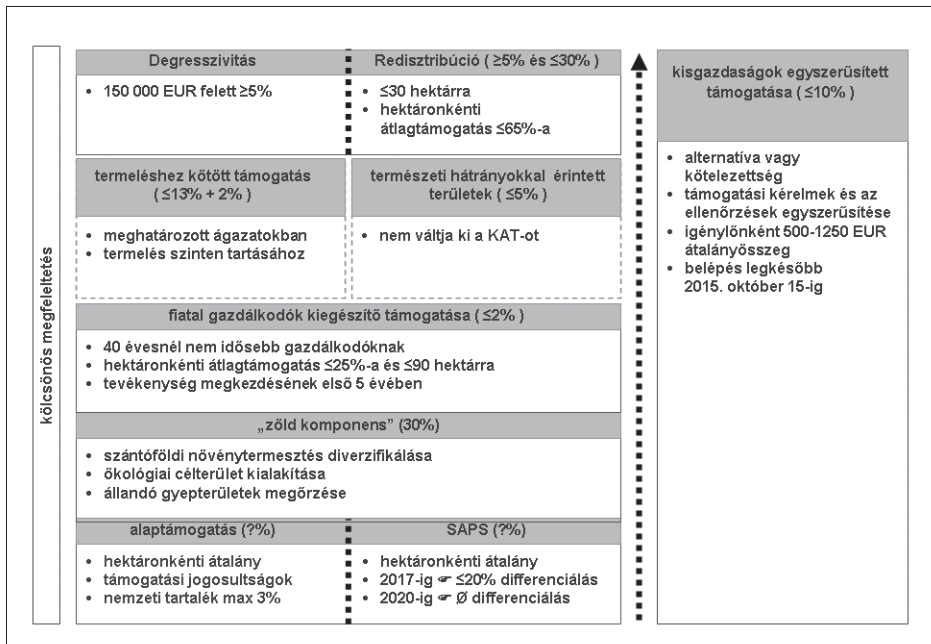 kölcsönös megfeleltetés
Degresszivitás
• 150 000 EUR felett ≥5%
Redisztribúció ( ≥5% és ≤30% )
• ≤30 hektárra
• hektáronkénti
átlagtámogatás ≤65%-a
termeléshez kötött támogatás
( ≤13% + 2% )
• meghatározott ágazatokban
• termelés szinten tartásához
természeti hátrányokkal érintett
területek ( ≤5% )
• nem váltja ki a KAT-ot
fiatal gazdálkodók kiegészítő támogatása ( ≤2% )
• 40 évesnél nem idősebb gazdálkodóknak
• hektáronkénti átlagtámogatás ≤25%-a és ≤90 hektárra
• tevékenység megkezdésének első 5 évében
„zöld komponens” (30%)
• szántóföldi növénytermesztés diverzifikálása
• ökológiai célterület kialakítása
• állandó gyepterületek megőrzése
alaptámogatás (?%)
• hektáronkénti átalány
• támogatási jogosultságok
• nemzeti tartalék max 3%
SAPS (?%)
• hektáronkénti átalány
• 2017-ig ☞ ≤20% differenciálás
• 2020-ig ☞ Ø differenciálás
kisgazdaságok egyszerűsített
támogatása ( ≤10% )
• alternatíva vagy
kötelezettség
• támogatási kérelmek és az
ellenőrzések egyszerűsítése
• igénylőnként 500-1250 EUR
átalányösszeg
• belépés legkésőbb
2015. október 15-ig